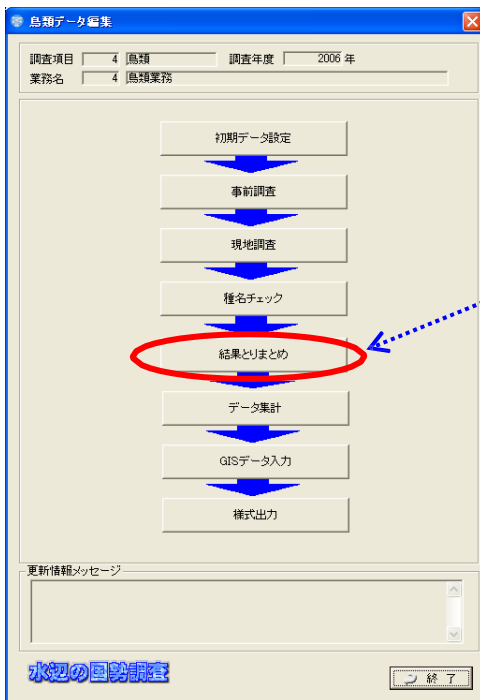 鳥類データ編集
調査項目 4 鳥類 調査年度 2006 年
業務名 4 鳥類業務
初期データ設定
事前調査
現地調査
種名チェック
結果とりまとめ
データ集計
GISデータ入力
様式出力
更新情報メッセージ
水辺の国勢調査
終了